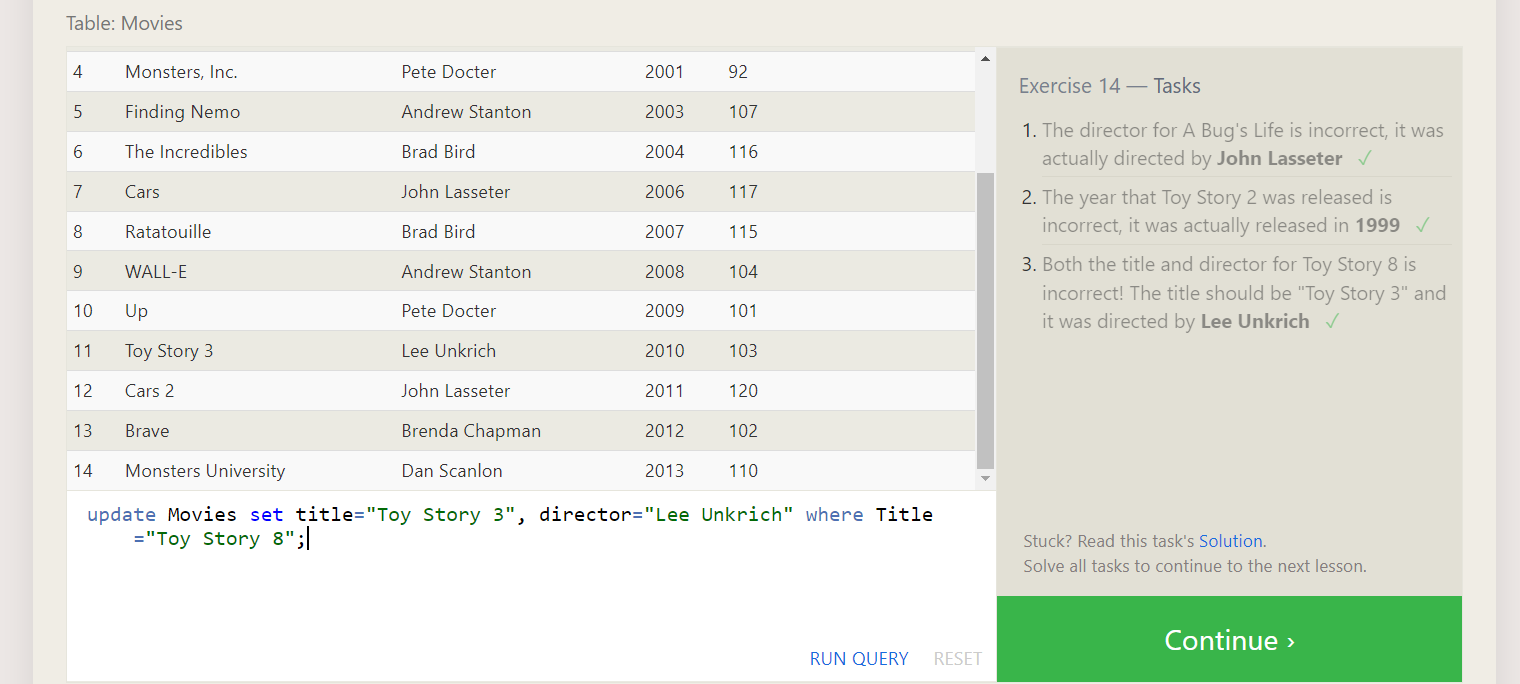 Table: Movies
4 Monsters, Inc. Pete Docter 2001 92
5 Finding Nemo Andrew Stanton 2003 107
6 The Incredibles Brad Bird 2004 116
7 Cars John Lasseter 2006 117
8 Ratatouille Brad Bird 2007 115
9 WALL-E Andrew Stanton 2008 104
10 Up Pete Docter 2009 101
11 Toy Story 3 Lee Unkrich 2010 103
12 Cars 2 John Lasseter 2011 120
13 Brave Brenda Chapman 2012 102
14 Monsters University Dan Scanlon 2013 110
update Movies set title="Toy Story 3", director="Lee Unkrich" where Title
="Toy Story 8";
RUN QUERY RESET
Exercise 14 — Tasks
1. The director for A Bug's Life is incorrect, it was
actually directed by John Lasseter ✓
2. The year that Toy Story 2 was released is
incorrect, it was actually released in 1999 ✓
3. Both the title and director for Toy Story 8 is
incorrect! The title should be "Toy Story 3" and
it was directed by Lee Unkrich ✓
Stuck? Read this task's Solution.
Solve all tasks to continue to the next lesson.
Continue ›